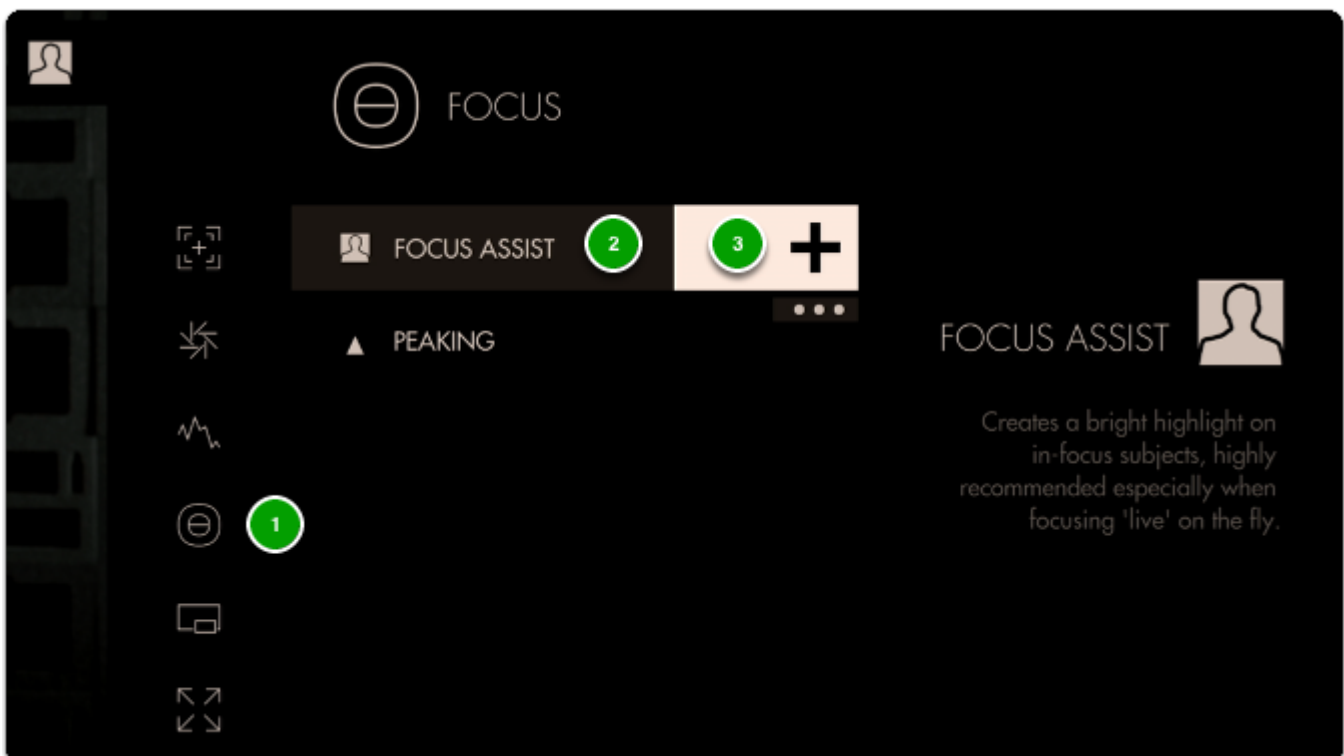 FOCUS
FOCUS ASSIST
2
3
PEAKING
1
FOCUS ASSIST
Creates a bright highlight on
in-focus subjects, highly
recommended especially when
focusing 'live' on the fly.